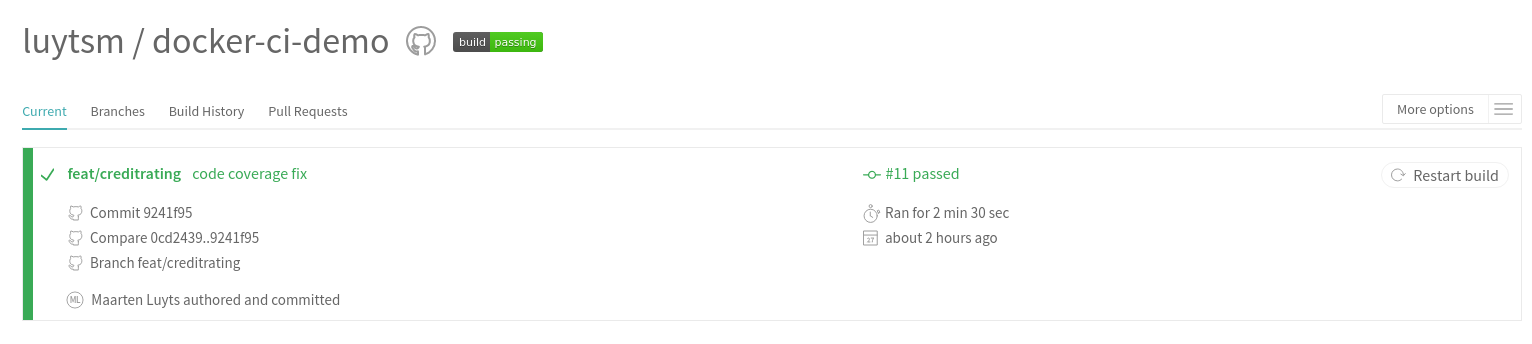 luytsm / docker-ci-demo build passing
Current Branches Build History Pull Requests More options
feat/creditrating code coverage fix #11 passed Restart build
Commit 9241f95 Ran for 2 min 30 sec
Compare 0cd2439..9241f95 27 about 2 hours ago
Branch feat/creditrating
ML Maarten Luyts authored and committed